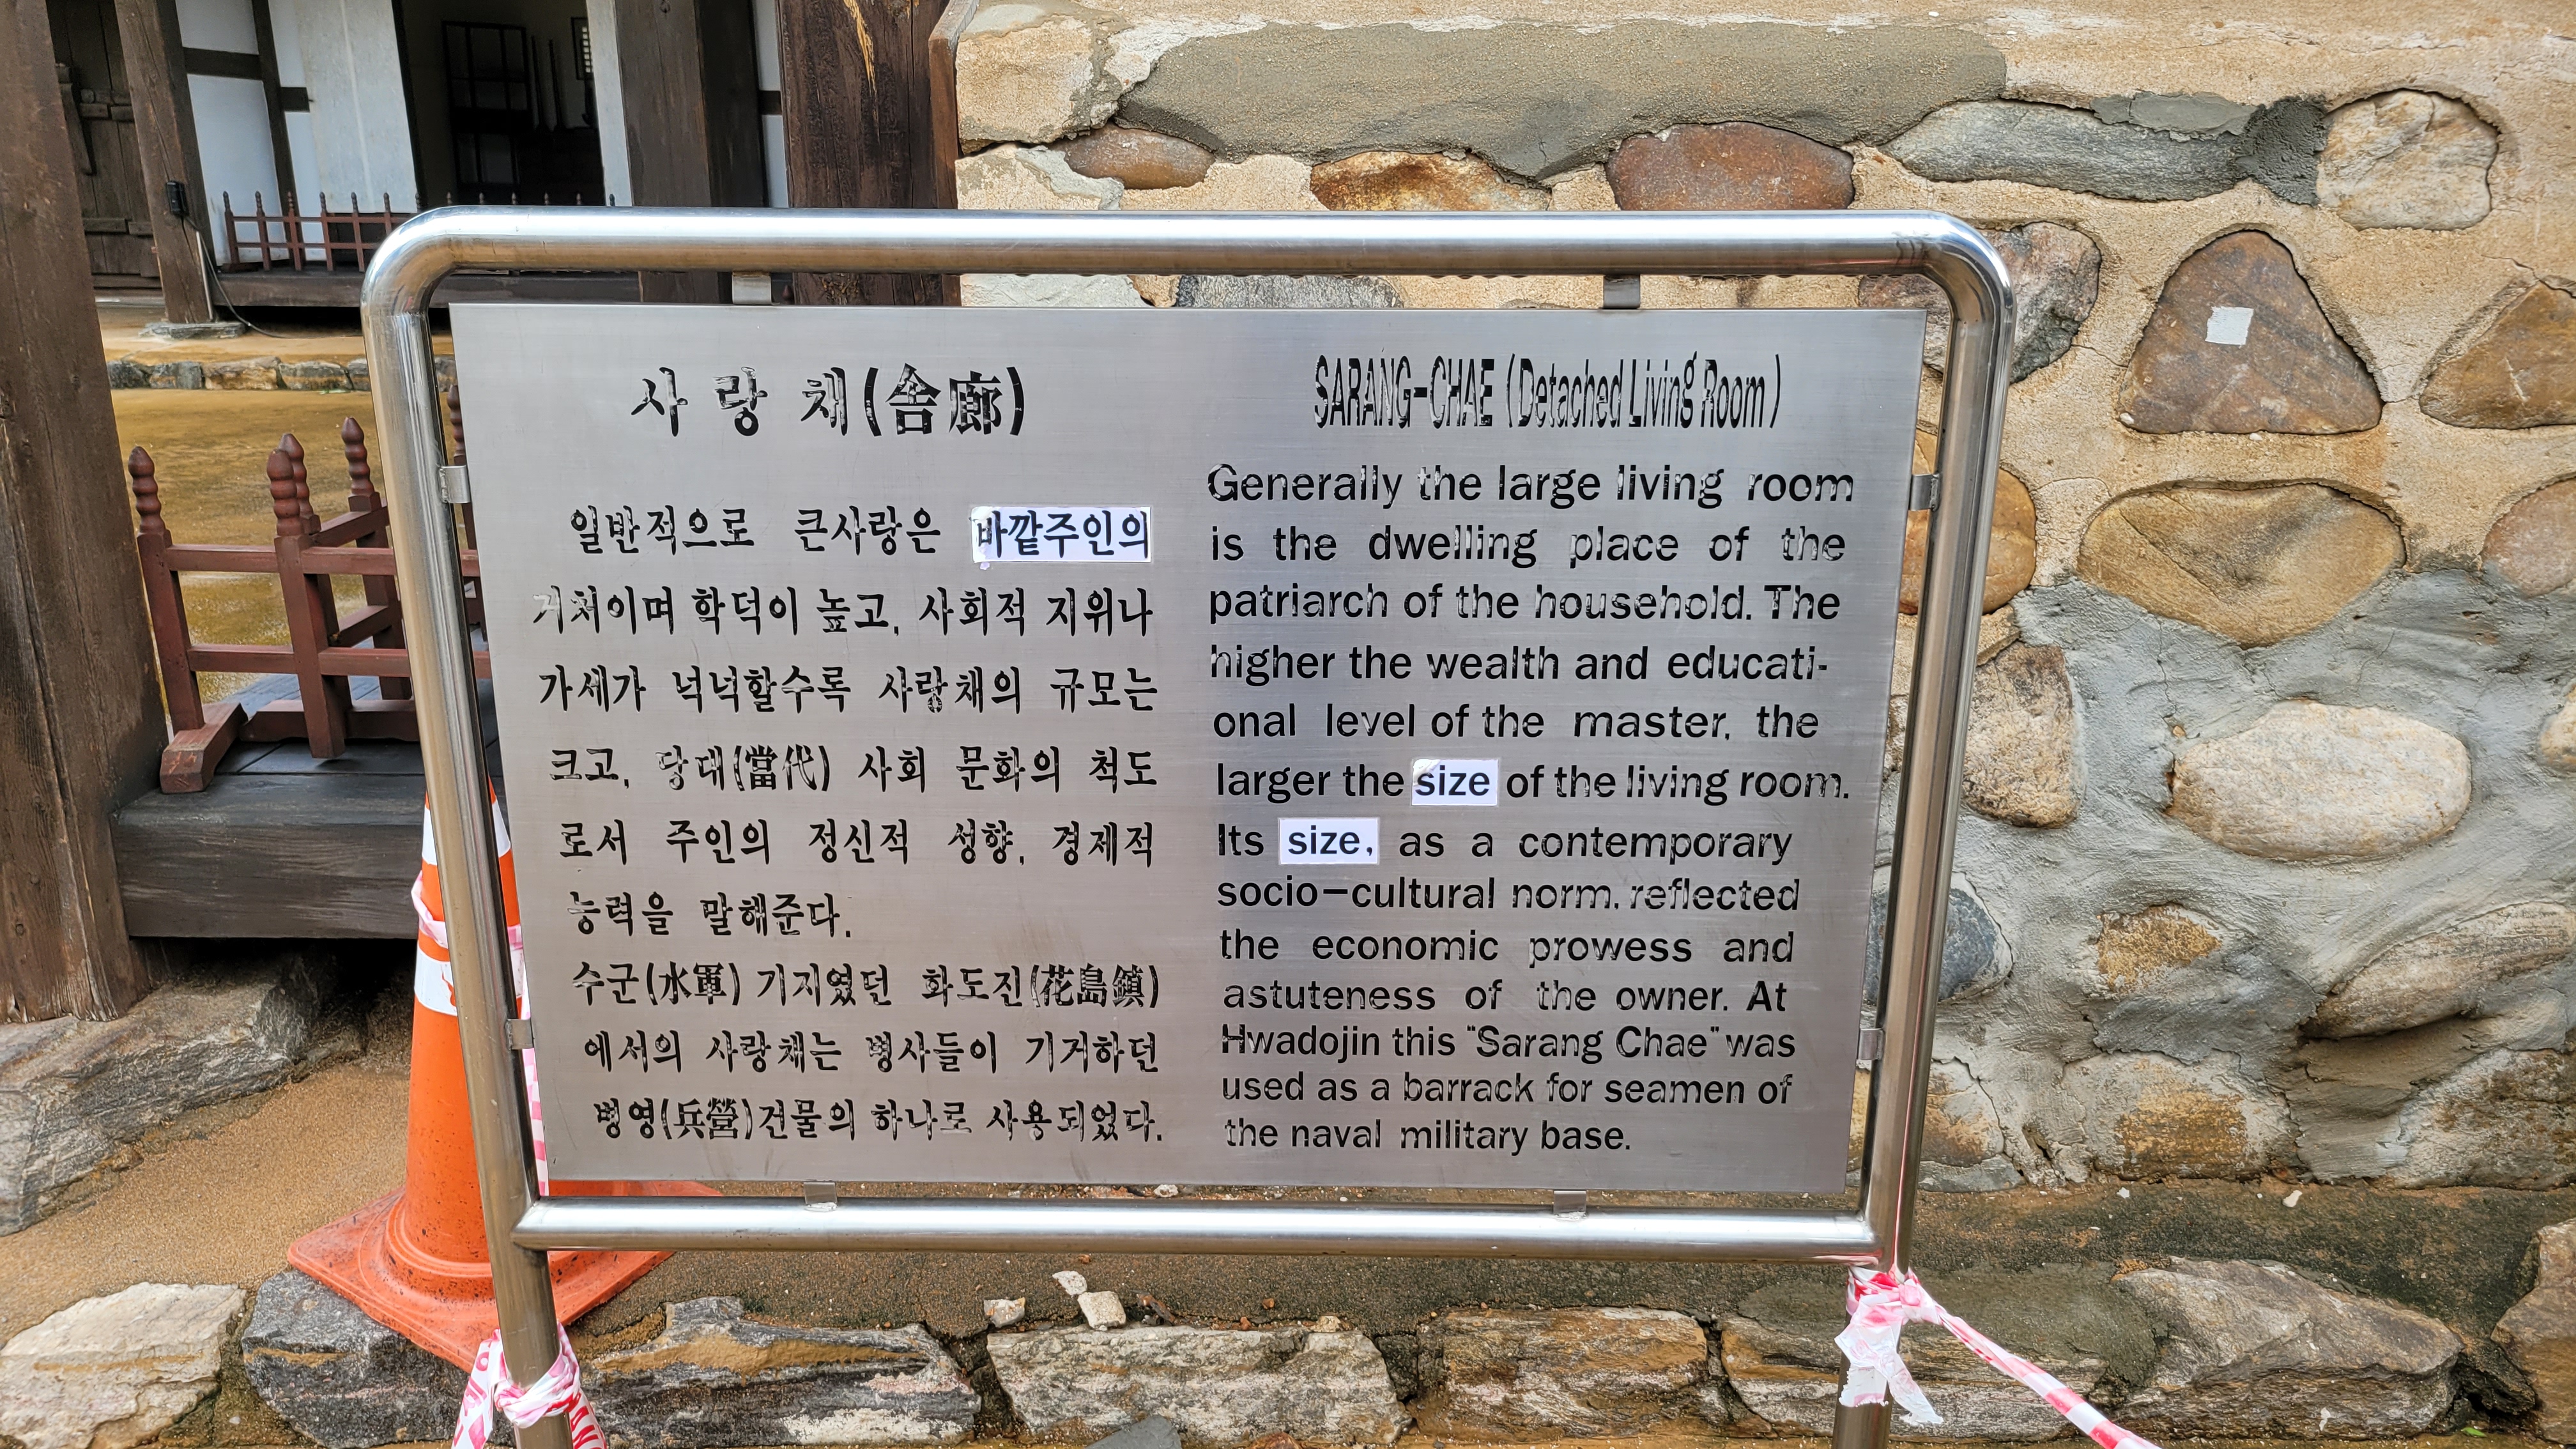 사랑채(舍廊)
일반적으로 큰사랑은 바깥주인의
거처이며 학덕이 높고, 사회적 지위나
가세가 넉넉할수록 사랑채의 규모는
크고, 당대(當代) 사회 문화의 척도
로서 주인의 정신적 성향, 경제적
능력을 말해준다.
수군(水軍) 기지였던 화도진(花島鎭)
에서의 사랑채는 병사들이 기거하던
병영(兵營)건물의 하나로 사용되었다.
SARANG-CHAE (Detached Living Room)
Generally the large living room
is the dwelling place of the
patriarch of the household. The
higher the wealth and educati-
onal level of the master, the
larger the size of the living room.
Its size, as a contemporary
socio-cultural norm, reflected
the economic prowess and
astuteness of the owner. At
Hwadojin this "Sarang Chae" was
used as a barrack for seamen of
the naval military base.